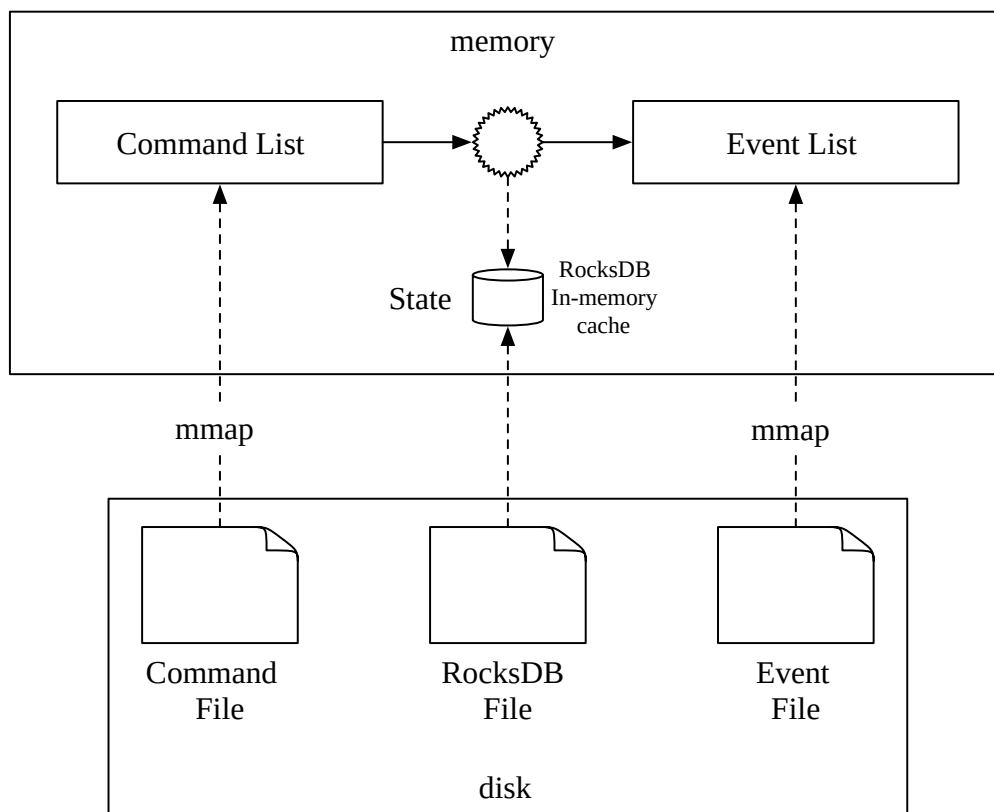 memory
Command List
Event List
State
RocksDB
In-memory
cache
mmap
mmap
Command
File
RocksDB
File
Event
File
disk